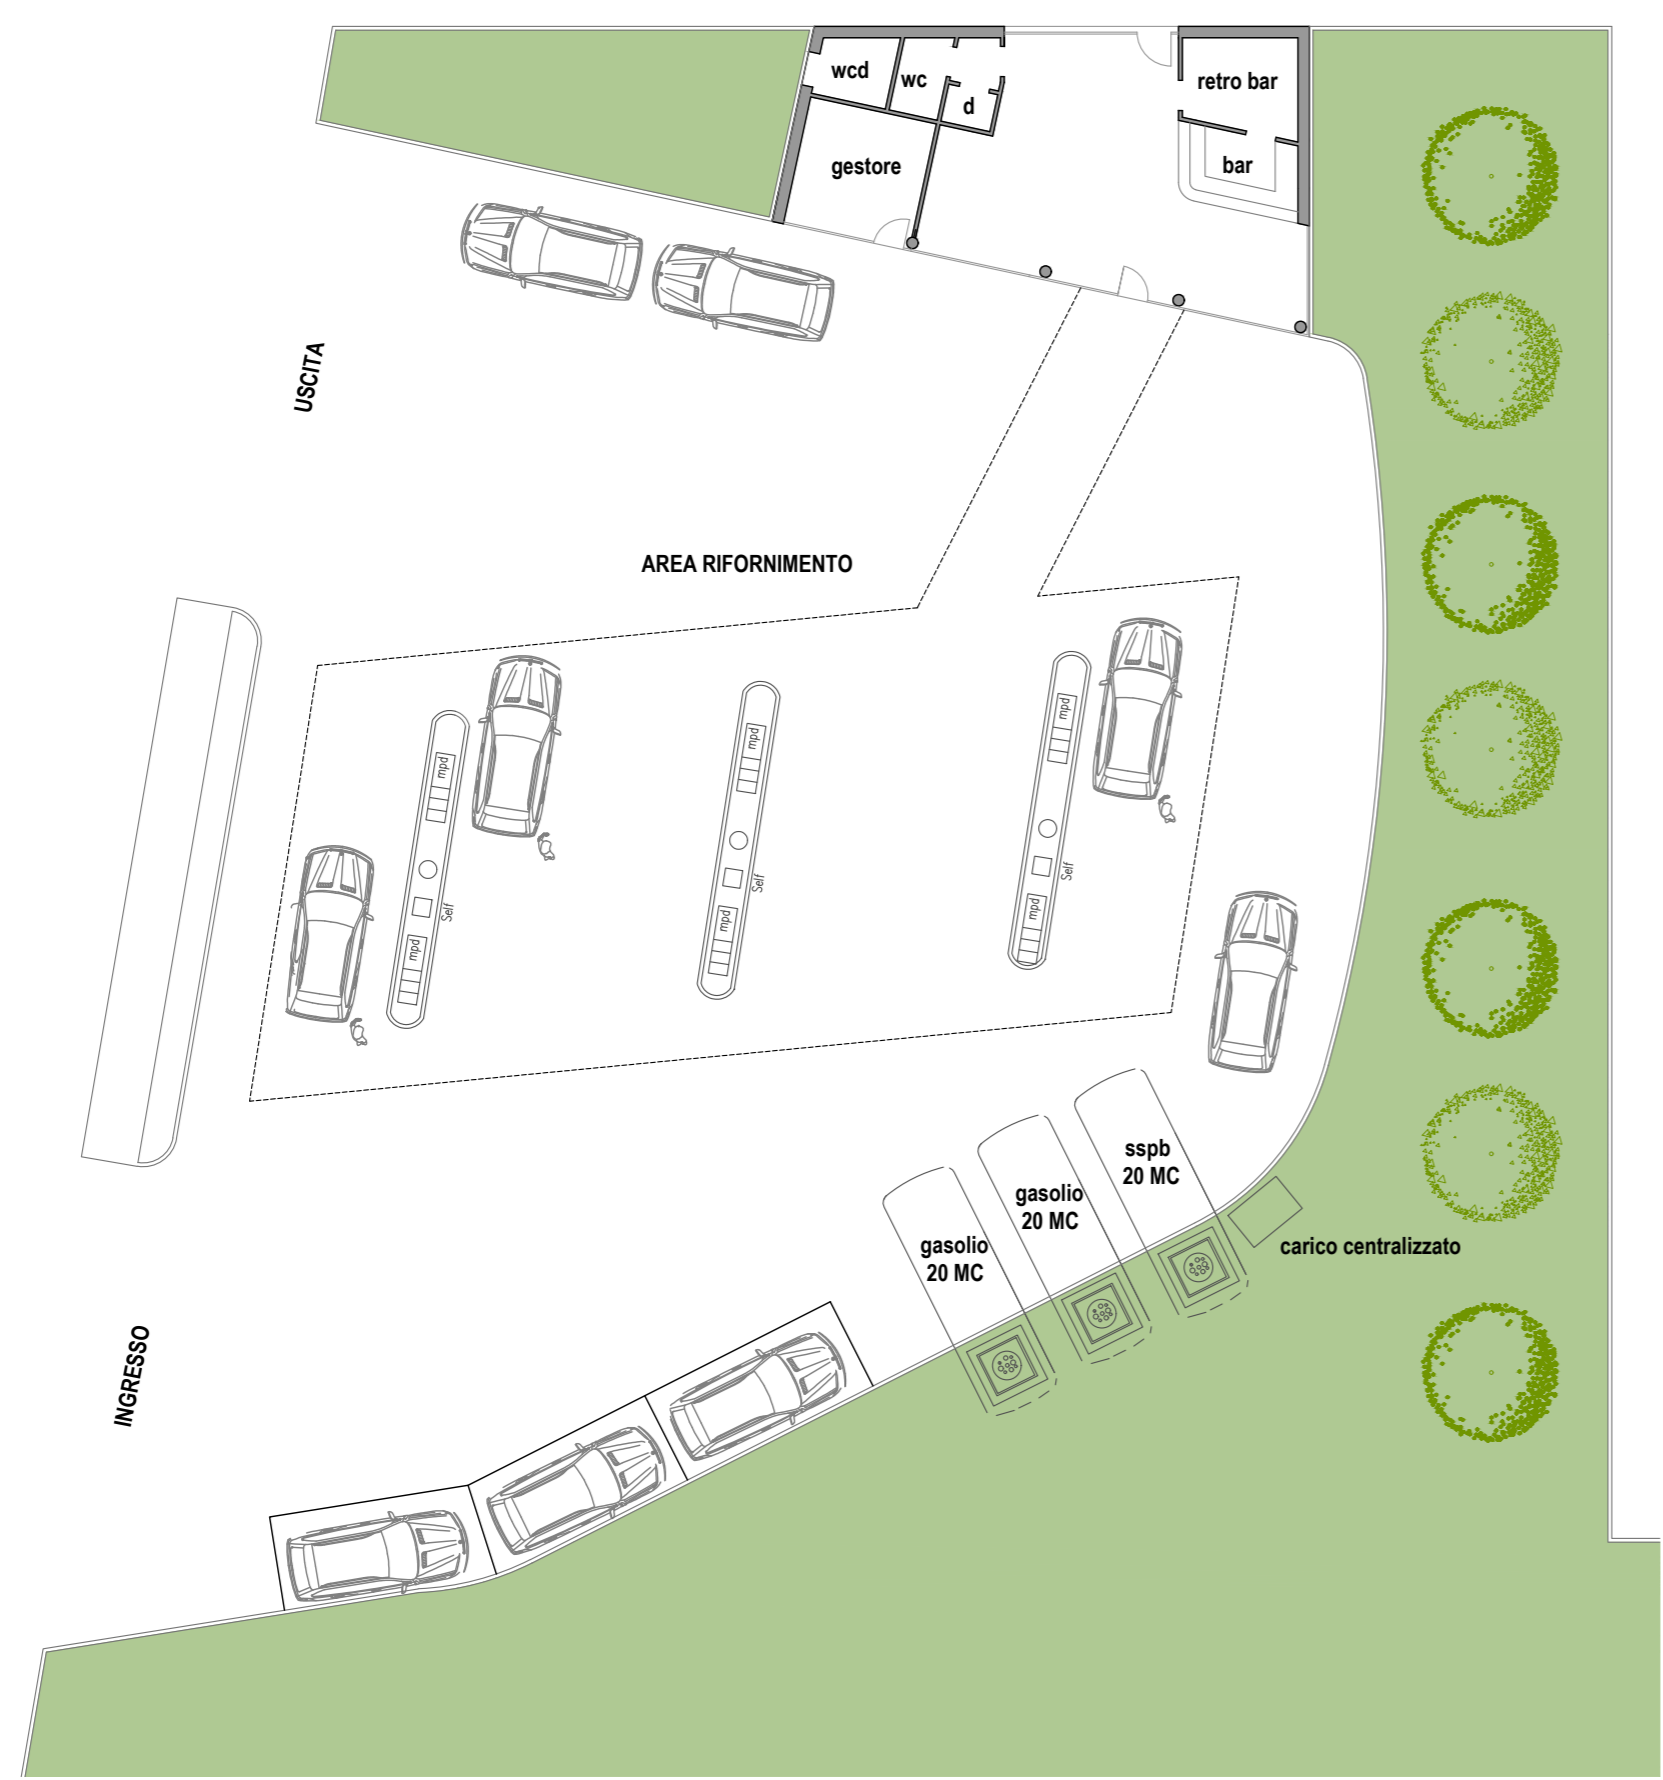 wcd
wc
d
retro bar
bar
gestore
USCITA
AREA RIFORNIMENTO
mpd
mpd
mpd
Self
Self
Self
mpd
mpd
mpd
sspb
20 MC
gasolio
20 MC
gasolio
20 MC
carico centralizzato
INGRESSO